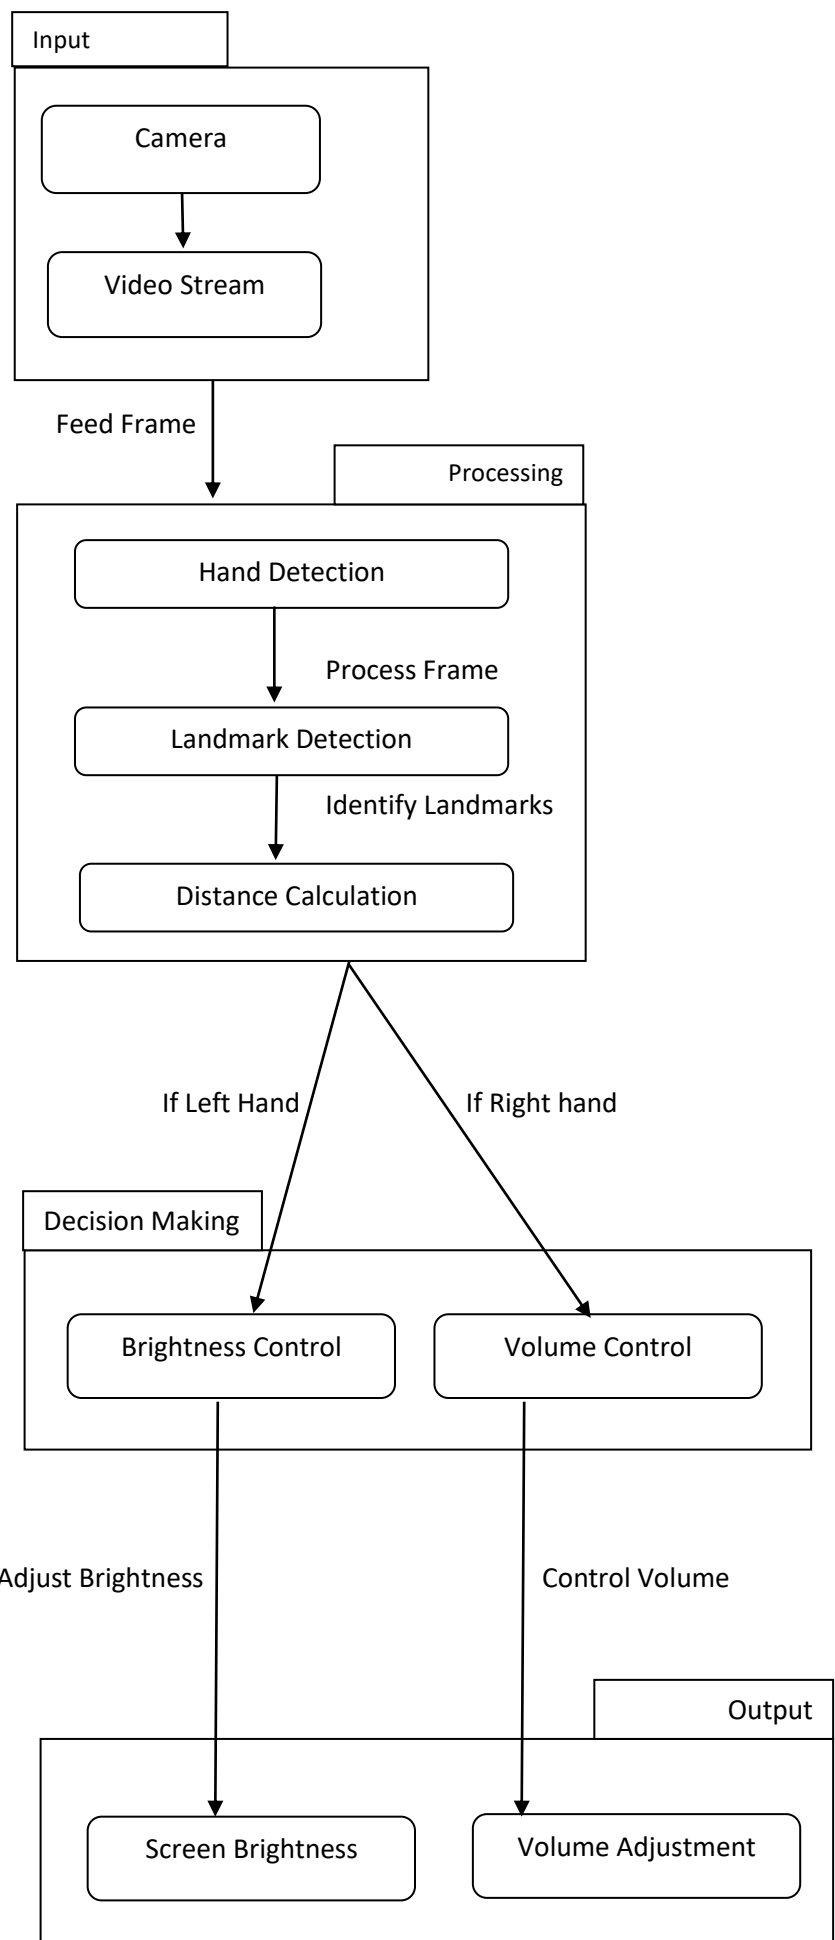 Input
Camera
Video Stream
Feed Frame
Processing
Hand Detection
Process Frame
Landmark Detection
Identify Landmarks
Distance Calculation
If Left Hand
If Right hand
Decision Making
Brightness Control
Volume Control
Adjust Brightness
Control Volume
Output
Screen Brightness
Volume Adjustment